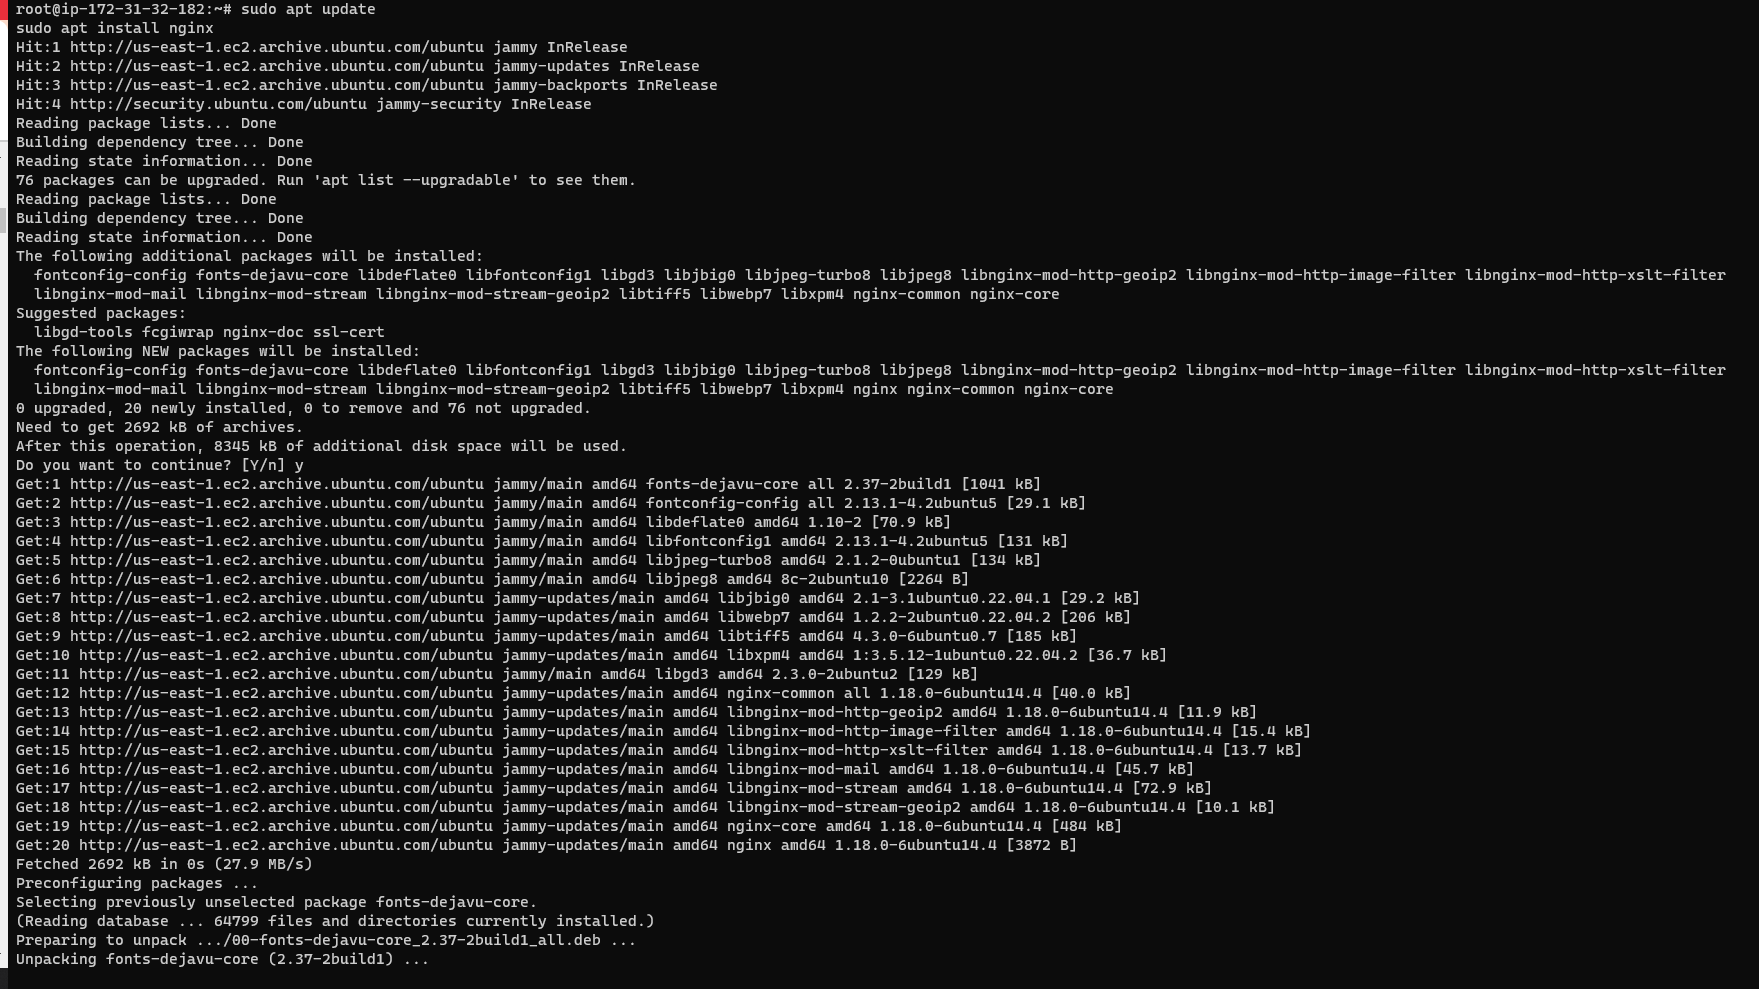 root@ip-172-31-32-182:~# sudo apt update
sudo apt install nginx
Hit:1 http://us-east-1.ec2.archive.ubuntu.com/ubuntu jammy InRelease
Hit:2 http://us-east-1.ec2.archive.ubuntu.com/ubuntu jammy-updates InRelease
Hit:3 http://us-east-1.ec2.archive.ubuntu.com/ubuntu jammy-backports InRelease
Hit:4 http://security.ubuntu.com/ubuntu jammy-security InRelease
Reading package lists... Done
Building dependency tree... Done
Reading state information... Done
76 packages can be upgraded. Run 'apt list --upgradable' to see them.
Reading package lists... Done
Building dependency tree... Done
Reading state information... Done
The following additional packages will be installed:
  fontconfig-config fonts-dejavu-core libdeflate0 libfontconfig1 libgd3 libjbig0 libjpeg-turbo8 libjpeg8 libnginx-mod-http-geoip2 libnginx-mod-http-image-filter libnginx-mod-http-xslt-filter
  libnginx-mod-mail libnginx-mod-stream libnginx-mod-stream-geoip2 libtiff5 libwebp7 libxpm4 nginx-common nginx-core
Suggested packages:
  libgd-tools fcgiwrap nginx-doc ssl-cert
The following NEW packages will be installed:
  fontconfig-config fonts-dejavu-core libdeflate0 libfontconfig1 libgd3 libjbig0 libjpeg-turbo8 libjpeg8 libnginx-mod-http-geoip2 libnginx-mod-http-image-filter libnginx-mod-http-xslt-filter
  libnginx-mod-mail libnginx-mod-stream libnginx-mod-stream-geoip2 libtiff5 libwebp7 libxpm4 nginx nginx-common nginx-core
0 upgraded, 20 newly installed, 0 to remove and 76 not upgraded.
Need to get 2692 kB of archives.
After this operation, 8345 kB of additional disk space will be used.
Do you want to continue? [Y/n] y
Get:1 http://us-east-1.ec2.archive.ubuntu.com/ubuntu jammy/main amd64 fonts-dejavu-core all 2.37-2build1 [1041 kB]
Get:2 http://us-east-1.ec2.archive.ubuntu.com/ubuntu jammy/main amd64 fontconfig-config all 2.13.1-4.2ubuntu5 [29.1 kB]
Get:3 http://us-east-1.ec2.archive.ubuntu.com/ubuntu jammy/main amd64 libdeflate0 amd64 1.10-2 [70.9 kB]
Get:4 http://us-east-1.ec2.archive.ubuntu.com/ubuntu jammy/main amd64 libfontconfig1 amd64 2.13.1-4.2ubuntu5 [131 kB]
Get:5 http://us-east-1.ec2.archive.ubuntu.com/ubuntu jammy/main amd64 libjpeg-turbo8 amd64 2.1.2-0ubuntu1 [134 kB]
Get:6 http://us-east-1.ec2.archive.ubuntu.com/ubuntu jammy/main amd64 libjpeg8 amd64 8c-2ubuntu10 [2264 B]
Get:7 http://us-east-1.ec2.archive.ubuntu.com/ubuntu jammy-updates/main amd64 libjbig0 amd64 2.1-3.1ubuntu0.22.04.1 [29.2 kB]
Get:8 http://us-east-1.ec2.archive.ubuntu.com/ubuntu jammy-updates/main amd64 libwebp7 amd64 1.2.2-2ubuntu0.22.04.2 [206 kB]
Get:9 http://us-east-1.ec2.archive.ubuntu.com/ubuntu jammy-updates/main amd64 libtiff5 amd64 4.3.0-6ubuntu0.7 [185 kB]
Get:10 http://us-east-1.ec2.archive.ubuntu.com/ubuntu jammy-updates/main amd64 libxpm4 amd64 1:3.5.12-1ubuntu0.22.04.2 [36.7 kB]
Get:11 http://us-east-1.ec2.archive.ubuntu.com/ubuntu jammy/main amd64 libgd3 amd64 2.3.0-2ubuntu2 [129 kB]
Get:12 http://us-east-1.ec2.archive.ubuntu.com/ubuntu jammy-updates/main amd64 nginx-common all 1.18.0-6ubuntu14.4 [40.0 kB]
Get:13 http://us-east-1.ec2.archive.ubuntu.com/ubuntu jammy-updates/main amd64 libnginx-mod-http-geoip2 amd64 1.18.0-6ubuntu14.4 [11.9 kB]
Get:14 http://us-east-1.ec2.archive.ubuntu.com/ubuntu jammy-updates/main amd64 libnginx-mod-http-image-filter amd64 1.18.0-6ubuntu14.4 [15.4 kB]
Get:15 http://us-east-1.ec2.archive.ubuntu.com/ubuntu jammy-updates/main amd64 libnginx-mod-http-xslt-filter amd64 1.18.0-6ubuntu14.4 [13.7 kB]
Get:16 http://us-east-1.ec2.archive.ubuntu.com/ubuntu jammy-updates/main amd64 libnginx-mod-mail amd64 1.18.0-6ubuntu14.4 [45.7 kB]
Get:17 http://us-east-1.ec2.archive.ubuntu.com/ubuntu jammy-updates/main amd64 libnginx-mod-stream amd64 1.18.0-6ubuntu14.4 [72.9 kB]
Get:18 http://us-east-1.ec2.archive.ubuntu.com/ubuntu jammy-updates/main amd64 libnginx-mod-stream-geoip2 amd64 1.18.0-6ubuntu14.4 [10.1 kB]
Get:19 http://us-east-1.ec2.archive.ubuntu.com/ubuntu jammy-updates/main amd64 nginx-core amd64 1.18.0-6ubuntu14.4 [484 kB]
Get:20 http://us-east-1.ec2.archive.ubuntu.com/ubuntu jammy-updates/main amd64 nginx amd64 1.18.0-6ubuntu14.4 [3872 B]
Fetched 2692 kB in 0s (27.9 MB/s)
Preconfiguring packages ...
Selecting previously unselected package fonts-dejavu-core.
(Reading database ... 64799 files and directories currently installed.)
Preparing to unpack .../00-fonts-dejavu-core_2.37-2build1_all.deb ...
Unpacking fonts-dejavu-core (2.37-2build1) ...